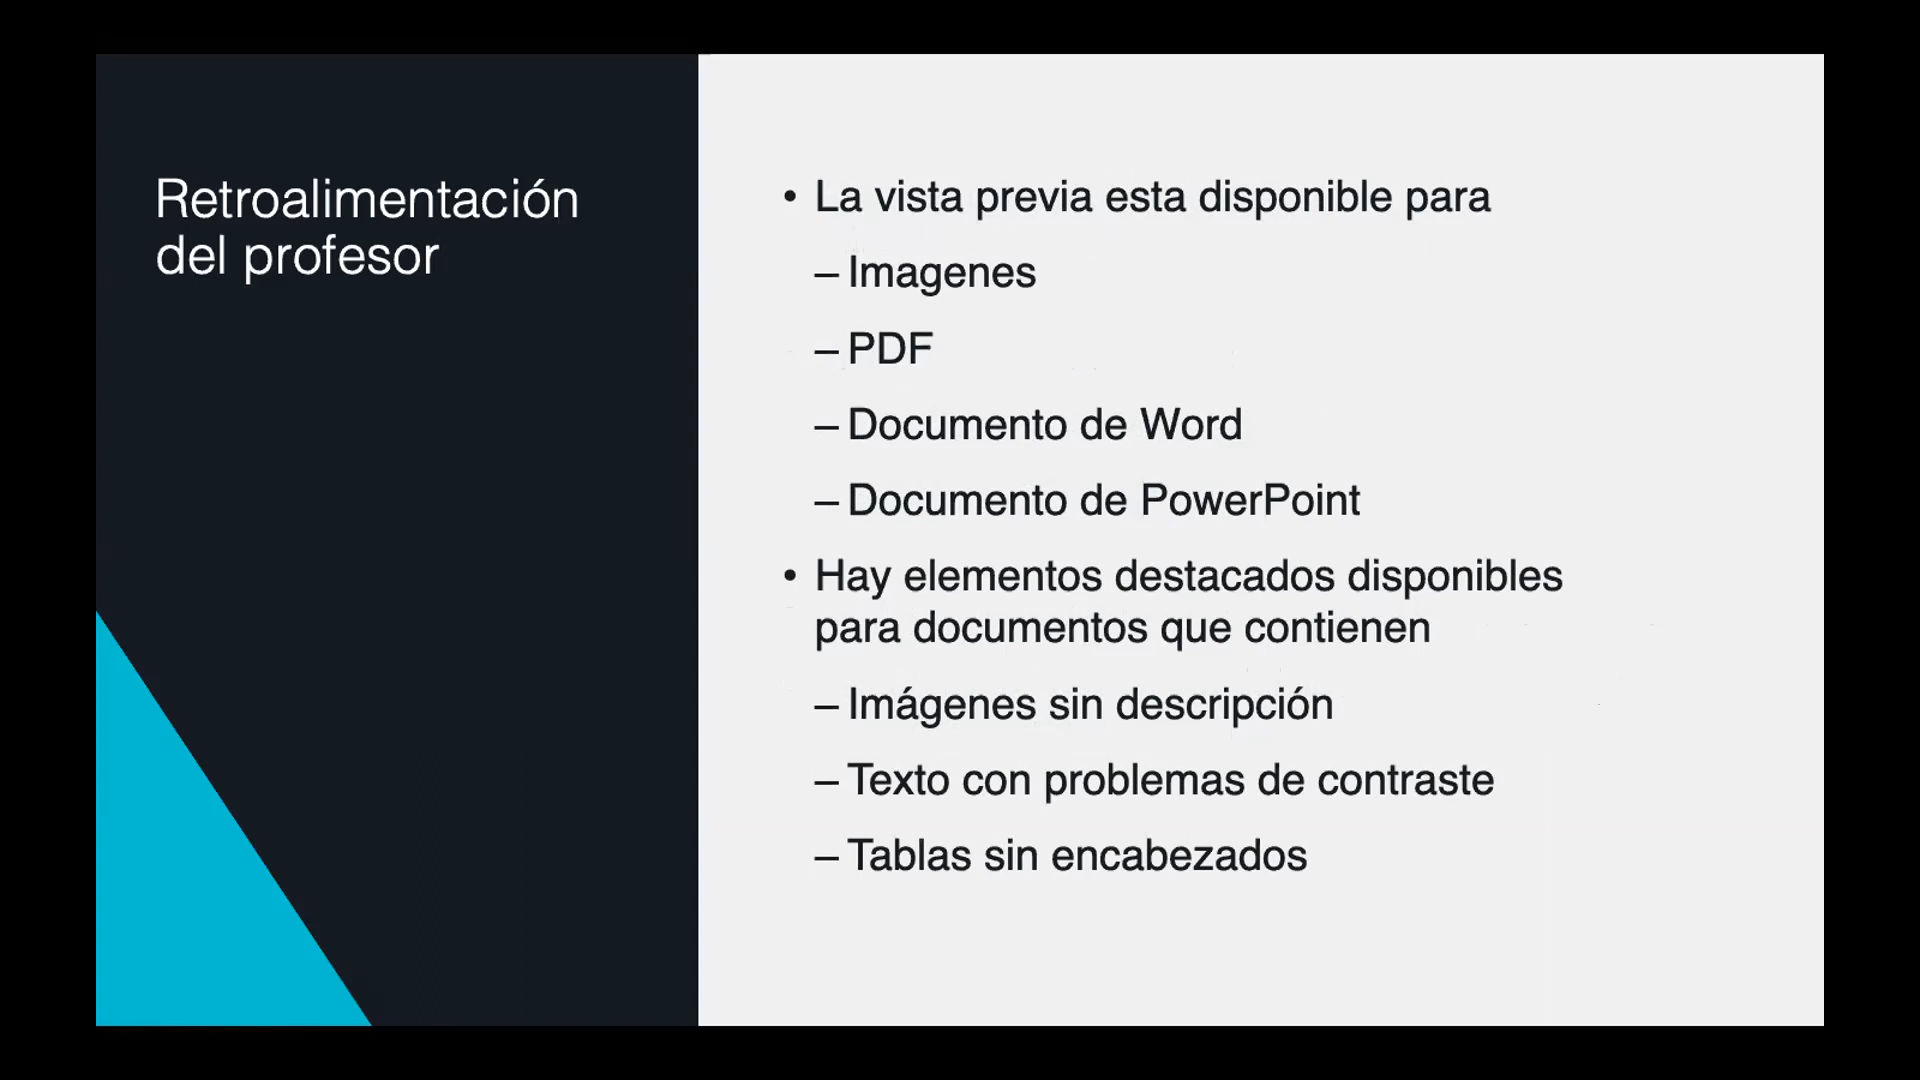 Retroalimentación
del profesor
• La vista previa esta disponible para
– Imagenes
– PDF
– Documento de Word
– Documento de PowerPoint
• Hay elementos destacados disponibles
para documentos que contienen
– Imágenes sin descripción
– Texto con problemas de contraste
– Tablas sin encabezados